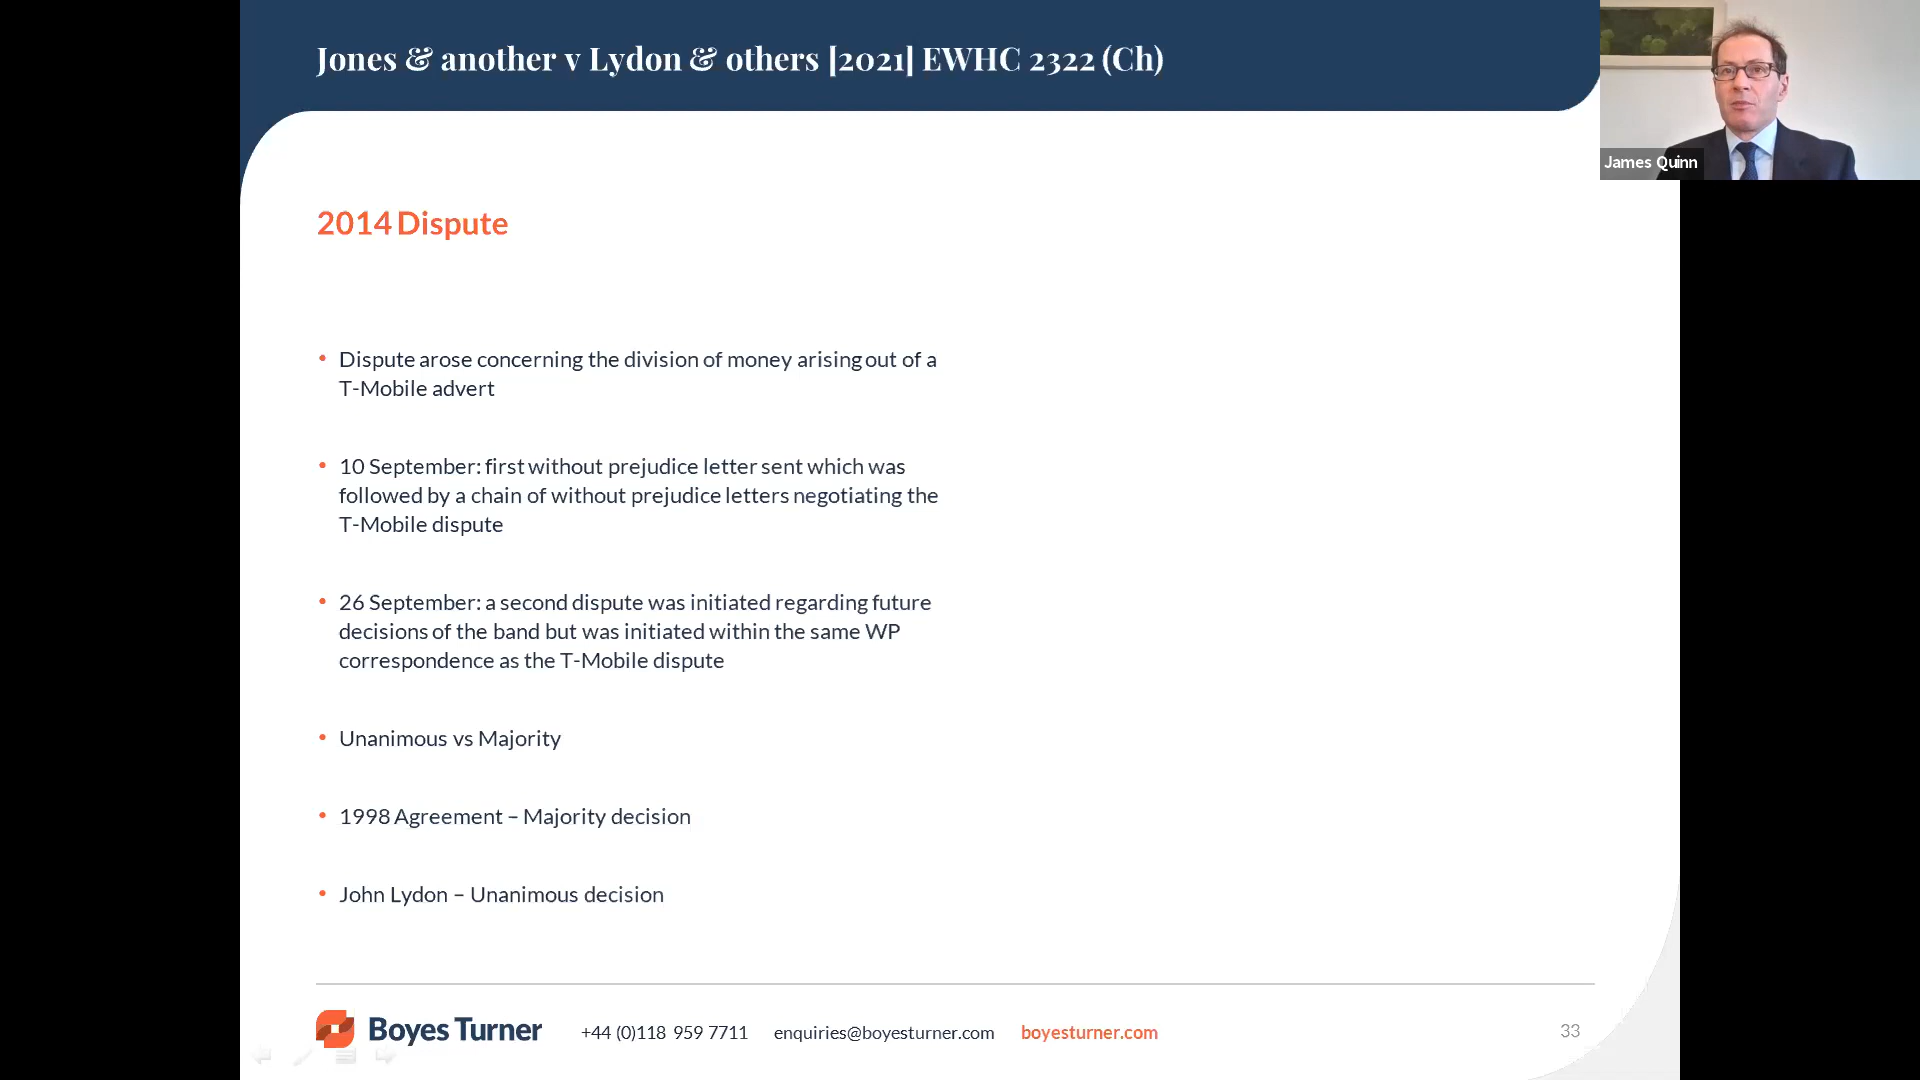 Jones & another v Lydon & others [2021] EWHC 2322 (Ch)
James Quinn
2014 Dispute
• Dispute arose concerning the division of money arising out of a
T-Mobile advert
• 10 September: first without prejudice letter sent which was
followed by a chain of without prejudice letters negotiating the
T-Mobile dispute
• 26 September: a second dispute was initiated regarding future
decisions of the band but was initiated within the same WP
correspondence as the T-Mobile dispute
• Unanimous vs Majority
• 1998 Agreement – Majority decision
• John Lydon – Unanimous decision
Boyes Turner +44 (0)118 959 7711 enquiries@boyesturner.com boyesturner.com 33